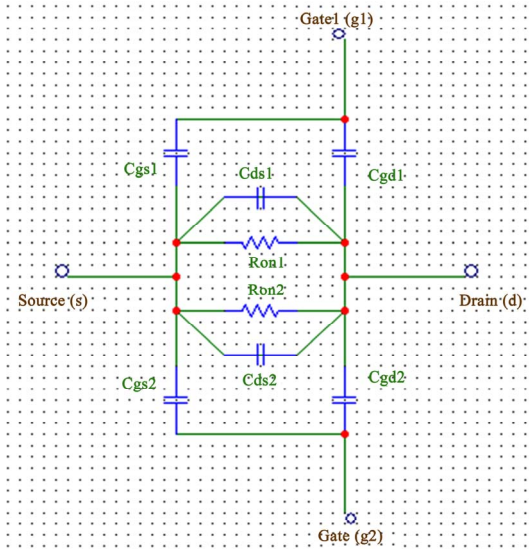 Gate1 (g1)
Cgs1
Cds1
Cgd1
Ron1
Source (s)
Ron2
Drain (d)
Cgs2
Cds2
Cgd2
Gate (g2)